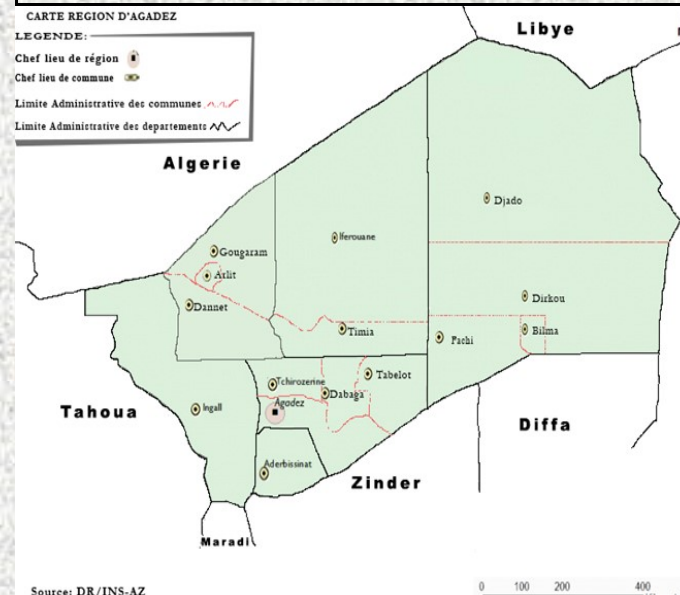 CARTE REGION D'AGADEZ
LEGENDE:
Chef lieu de région
Chef lieu de commune
Limite Administrative des communes
Limite Administrative des departements
Libye
Algerie
Djado
Iferouane
Gougaram
Arlit
Dannet
Dirkou
Timia
Bilma
Fachi
Tchirozerine
Tabelot
Dabaga
Agadez
Ingall
Tahoua
Diffa
Aderbissinat
Zinder
Maradi
Source: DR/INS-AZ
0 100 200 400